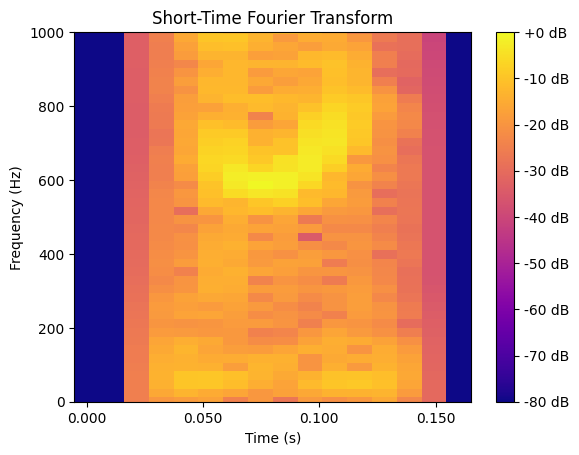 Short-Time Fourier Transform
1000
800
600
400
200
0
Frequency (Hz)
0.000
0.050
0.100
0.150
Time (s)
+0 dB
-10 dB
-20 dB
-30 dB
-40 dB
-50 dB
-60 dB
-70 dB
-80 dB